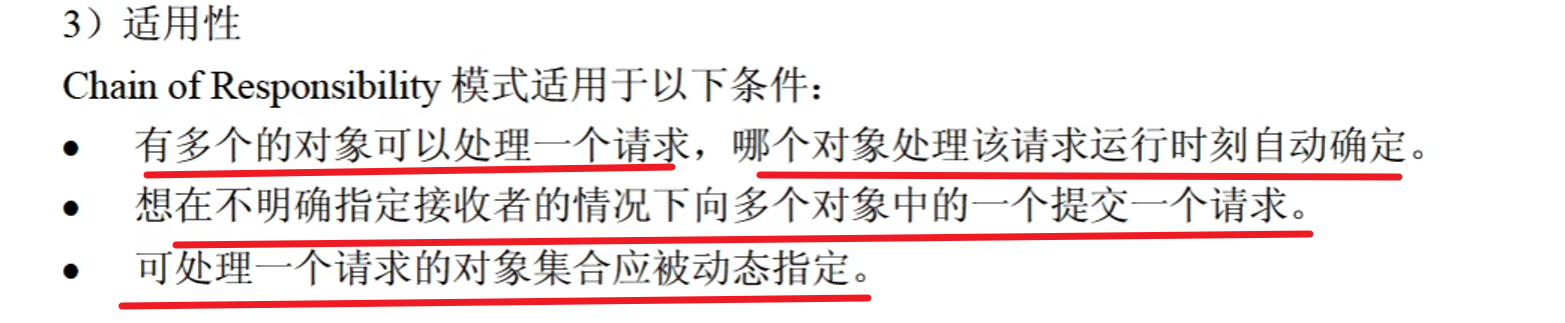 3）适用性
Chain of Responsibility 模式适用于以下条件：
● 有多个的对象可以处理一个请求，哪个对象处理该请求运行时刻自动确定。
● 想在不明确指定接收者的情况下向多个对象中的一个提交一个请求。
● 可处理一个请求的对象集合应被动态指定。